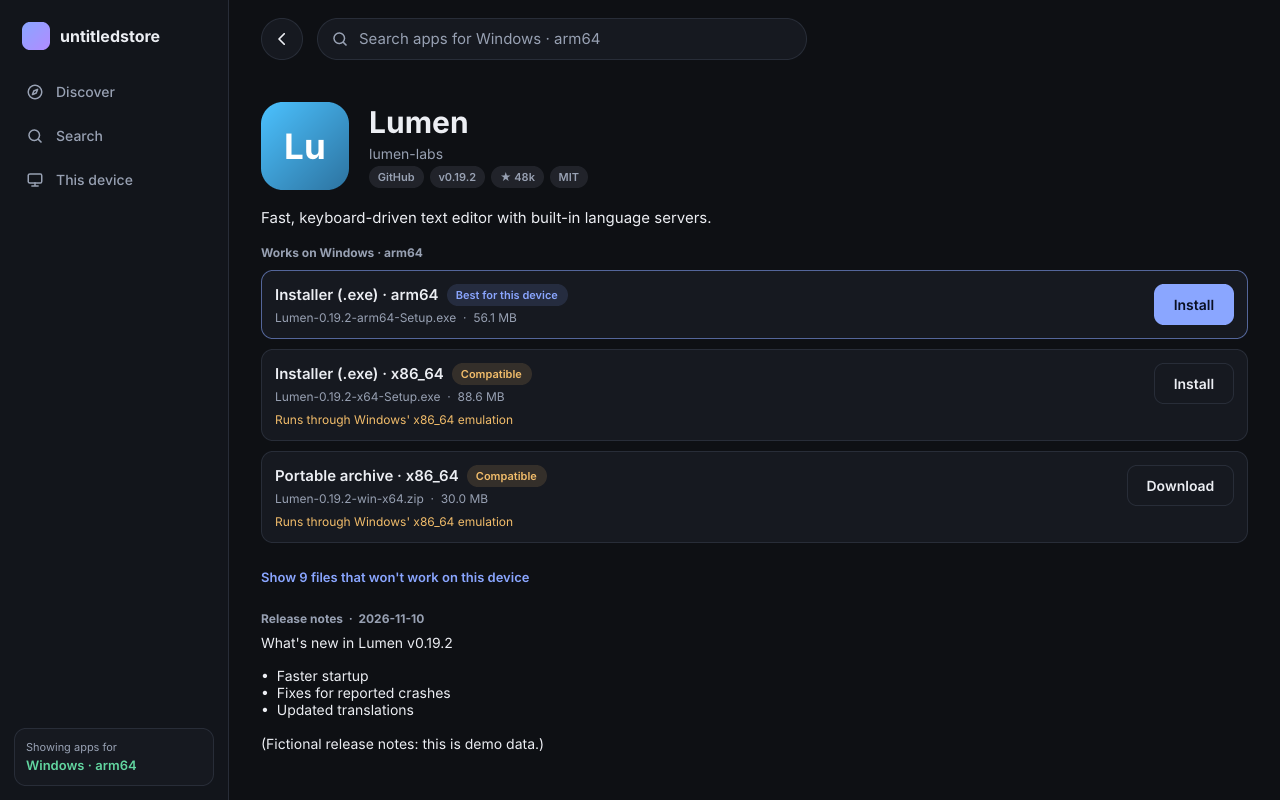 untitledstore
Discover
Search
This device
Showing apps for
Windows · arm64
Search apps for Windows · arm64
Lu
Lumen
lumen-labs
GitHub v0.19.2 ★ 48k MIT
Fast, keyboard-driven text editor with built-in language servers.
Works on Windows · arm64
Installer (.exe) · arm64 Best for this device
Lumen-0.19.2-arm64-Setup.exe · 56.1 MB
Install
Installer (.exe) · x86_64 Compatible
Lumen-0.19.2-x64-Setup.exe · 88.6 MB
Runs through Windows' x86_64 emulation
Install
Portable archive · x86_64 Compatible
Lumen-0.19.2-win-x64.zip · 30.0 MB
Runs through Windows' x86_64 emulation
Download
Show 9 files that won't work on this device
Release notes · 2026-11-10
What's new in Lumen v0.19.2
• Faster startup
• Fixes for reported crashes
• Updated translations
(Fictional release notes: this is demo data.)